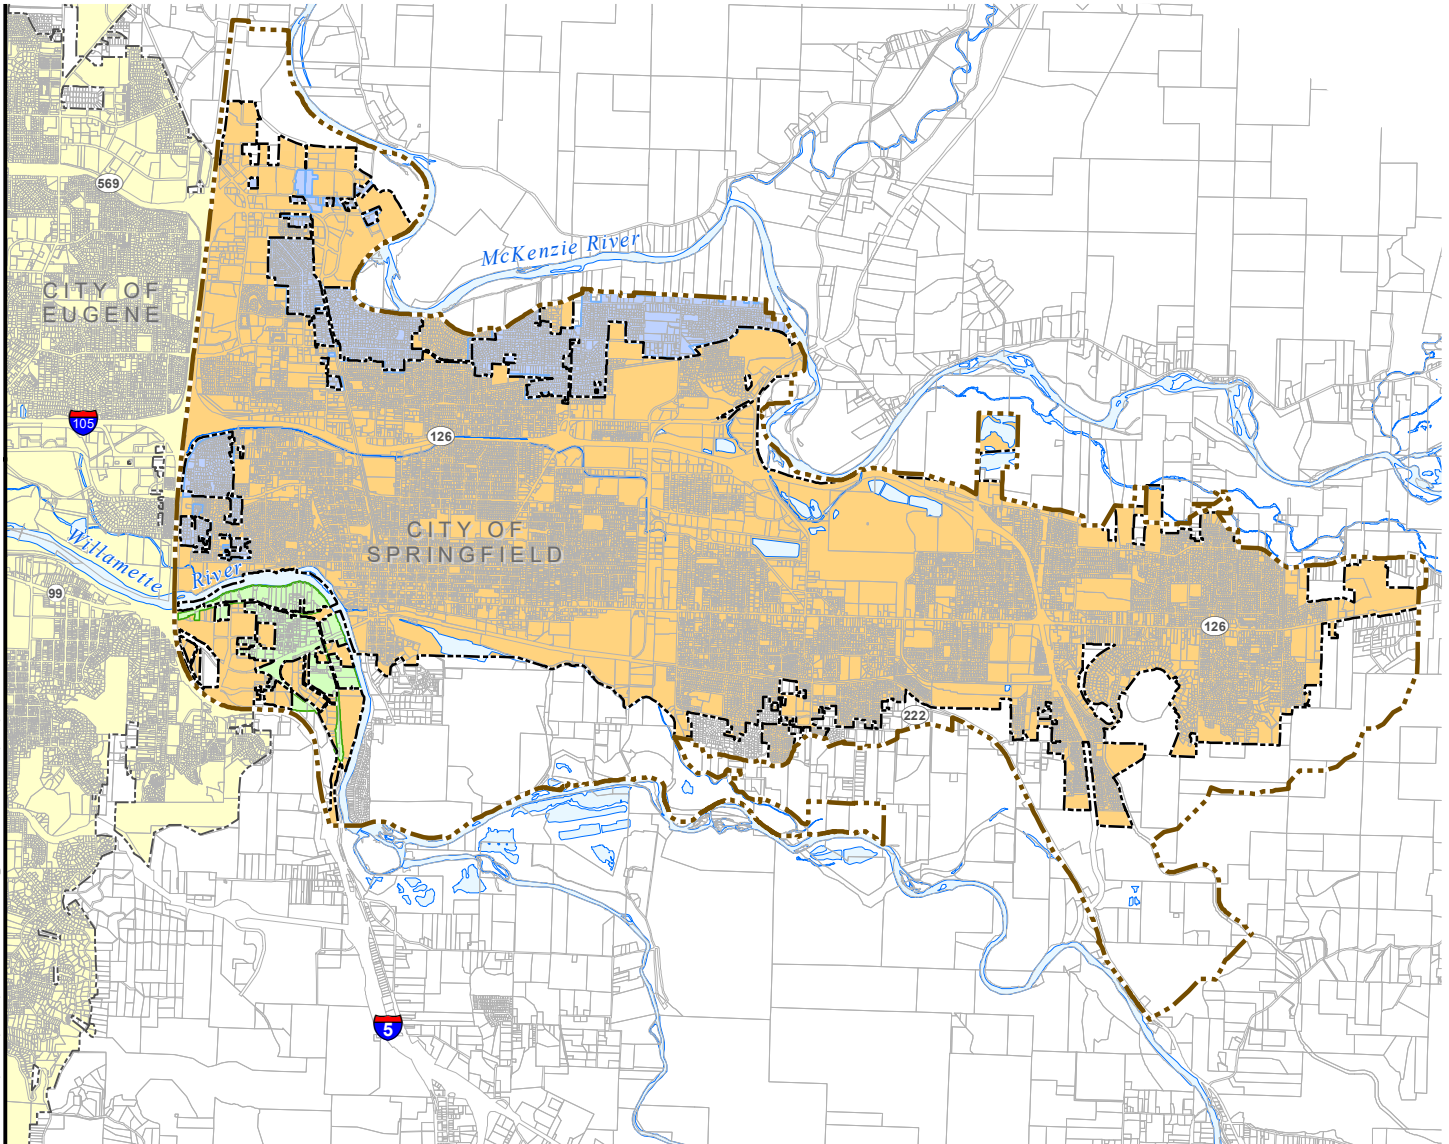 569
McKenzie River
CITY OF
EUGENE
105
126
CITY OF
SPRINGFIELD
Willamette
River
99
126
222
5